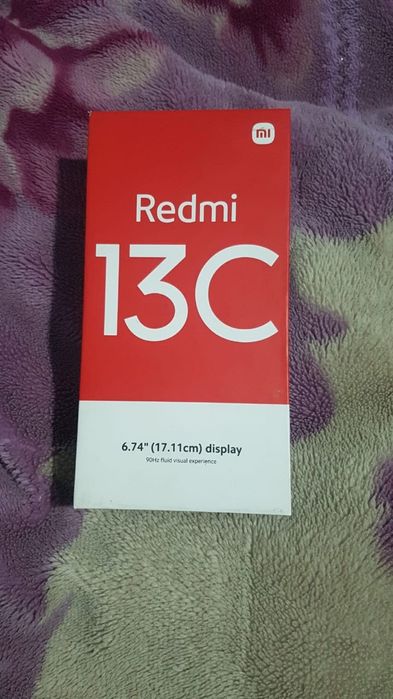 mi
Redmi
13C
6.74" (17.11cm) display
90Hz fluid visual experience